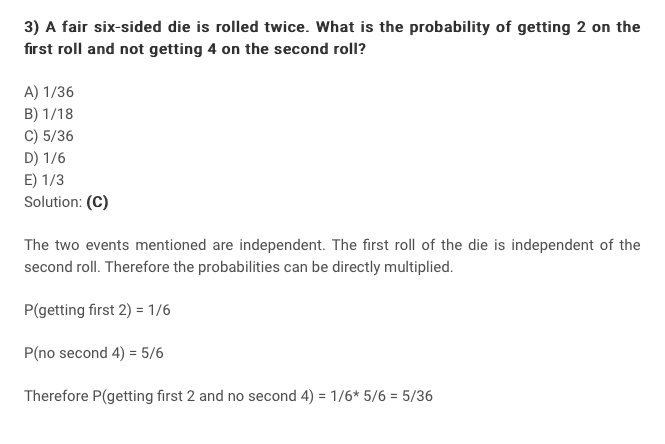 3) A fair six-sided die is rolled twice. What is the probability of getting 2 on the
first roll and not getting 4 on the second roll?
A) 1/36
B) 1/18
C) 5/36
D) 1/6
E) 1/3
Solution: (C)
The two events mentioned are independent. The first roll of the die is independent of the
second roll. Therefore the probabilities can be directly multiplied.
P(getting first 2) = 1/6
P(no second 4) = 5/6
Therefore P(getting first 2 and no second 4) = 1/6* 5/6 = 5/36